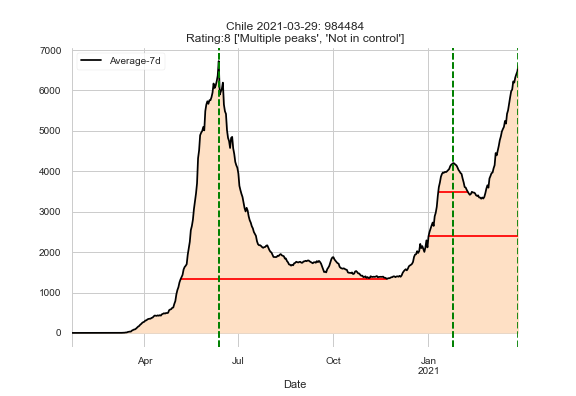 Chile 2021-03-29: 984484
Rating:8 ['Multiple peaks', 'Not in control']
7000
6000
5000
4000
3000
2000
1000
0
Average-7d
Apr
Jul
Oct
Jan
2021
Date